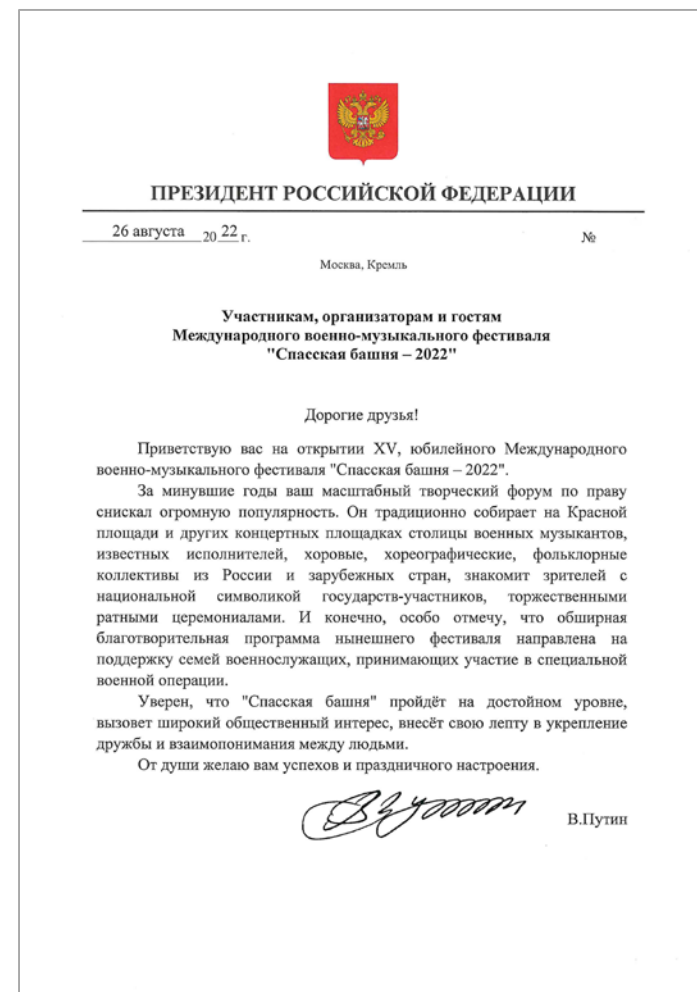 ПРЕЗИДЕНТ РОССИЙСКОЙ ФЕДЕРАЦИИ
26 августа 20 22 г. №
Москва, Кремль
Участникам, организаторам и гостям
Международного военно-музыкального фестиваля
"Спасская башня – 2022"
Дорогие друзья!
Приветствую вас на открытии XV, юбилейного Международного
военно-музыкального фестиваля "Спасская башня – 2022".
За минувшие годы ваш масштабный творческий форум по праву
снискал огромную популярность. Он традиционно собирает на Красной
площади и других концертных площадках столицы военных музыкантов,
известных исполнителей, хоровые, хореографические, фольклорные
коллективы из России и зарубежных стран, знакомит зрителей с
национальной символикой государств-участников, торжественными
ратными церемониалами. И конечно, особо отмечу, что обширная
благотворительная программа нынешнего фестиваля направлена на
поддержку семей военнослужащих, принимающих участие в специальной
военной операции.
Уверен, что "Спасская башня" пройдёт на достойном уровне,
вызовет широкий общественный интерес, внесёт свою лепту в укрепление
дружбы и взаимопонимания между людьми.
От души желаю вам успехов и праздничного настроения.
В.Путин